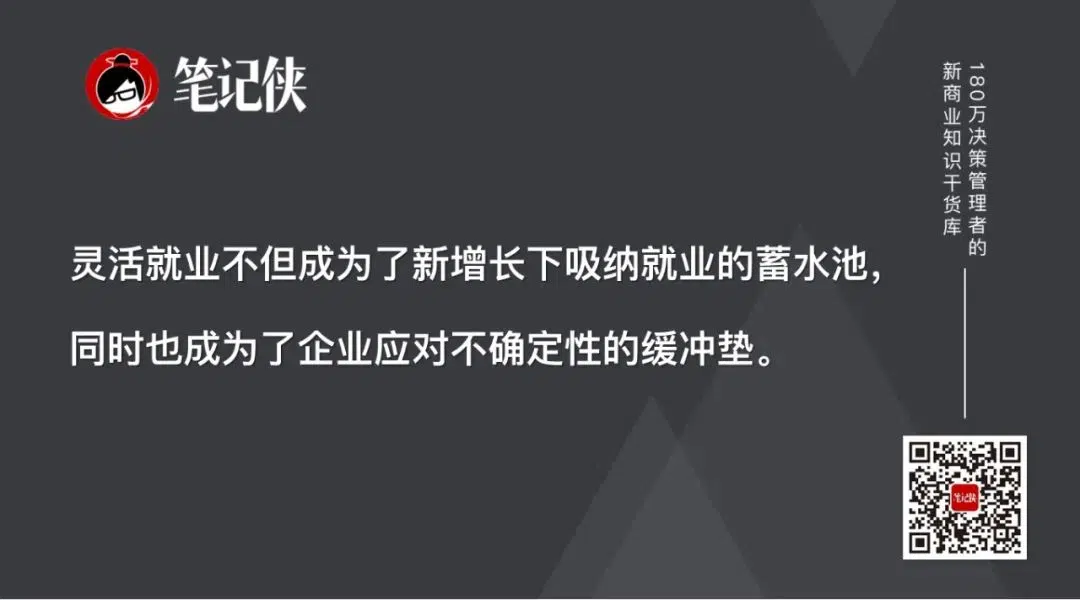 笔记侠
180万决策管理者的
新商业知识干货库
灵活就业不但成为了新增长下吸纳就业的蓄水池，
同时也成为了企业应对不确定性的缓冲垫。
笔记侠